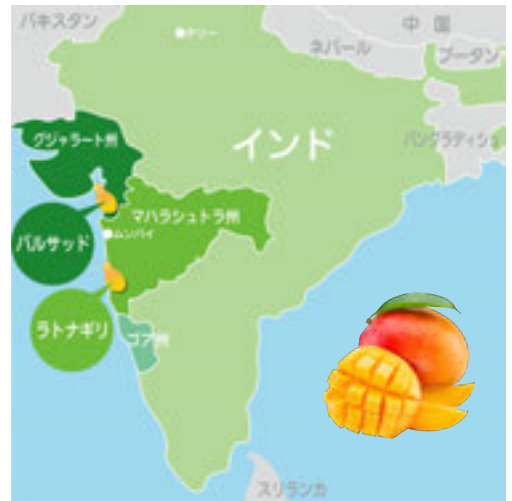 パキスタン
中国
デリー
ネパール
ブータン
グジャラート州
インド
バングラディシュ
マハラシュトラ州
ムンバイ
バルサッド
ラトナギリ
ゴア州
スリランカ